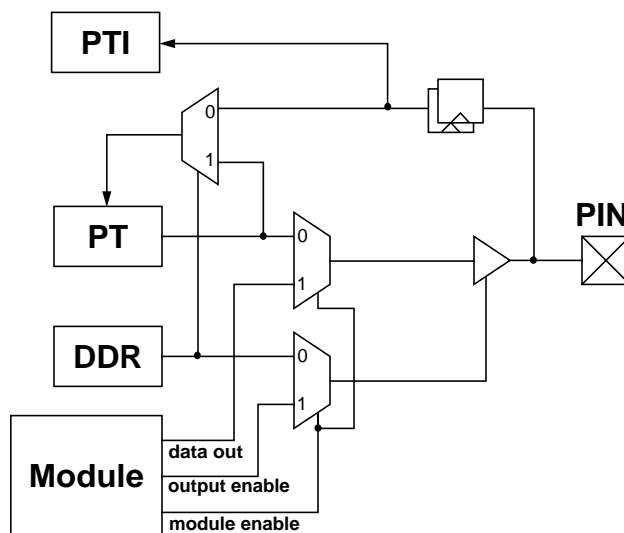 PTI
0
1
PT
PIN
0
1
DDR
0
1
Module
data out
output enable
module enable